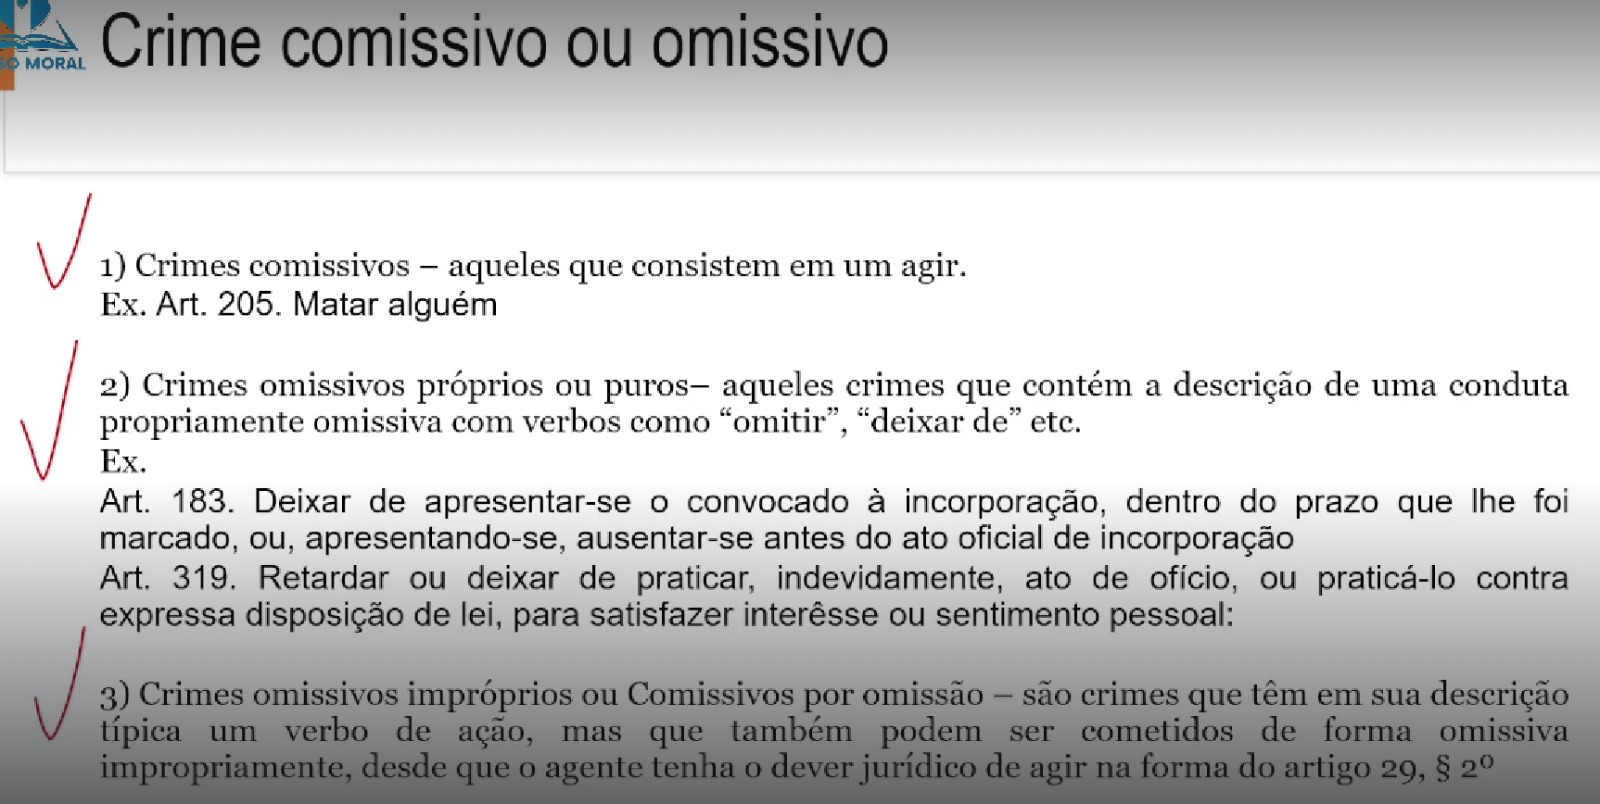 Crime comissivo ou omissivo
SO MORAL
1) Crimes comissivos – aqueles que consistem em um agir.
Ex. Art. 205. Matar alguém
2) Crimes omissivos próprios ou puros– aqueles crimes que contém a descrição de uma conduta
propriamente omissiva com verbos como “omitir”, “deixar de” etc.
Ex.
Art. 183. Deixar de apresentar-se o convocado à incorporação, dentro do prazo que lhe foi
marcado, ou, apresentando-se, ausentar-se antes do ato oficial de incorporação
Art. 319. Retardar ou deixar de praticar, indevidamente, ato de ofício, ou praticá-lo contra
expressa disposição de lei, para satisfazer interêsse ou sentimento pessoal:
3) Crimes omissivos impróprios ou Comissivos por omissão – são crimes que têm em sua descrição
típica um verbo de ação, mas que também podem ser cometidos de forma omissiva
impropriamente, desde que o agente tenha o dever jurídico de agir na forma do artigo 29, § 2º